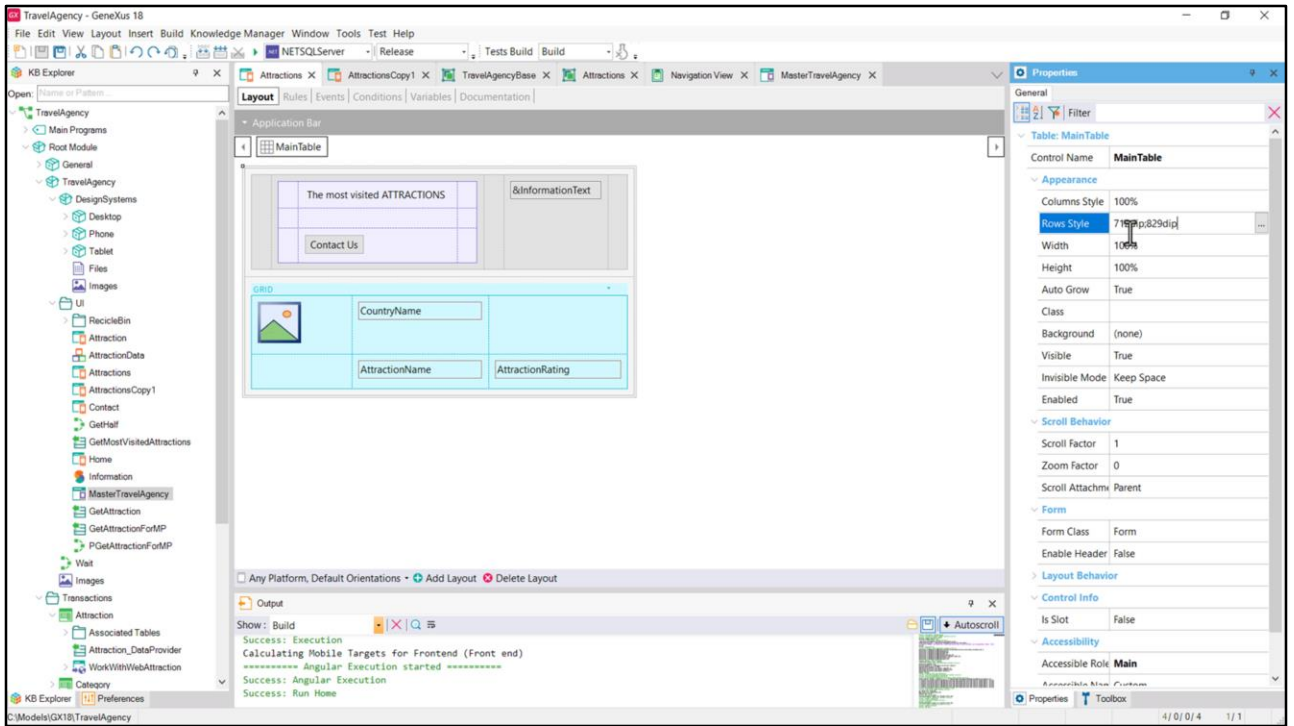 TravelAgency - GeneXus 18
File Edit View Layout Insert Build Knowledge Manager Window Tools Test Help
NETSQLServer Release Tests Build Build
KB Explorer
Open: Name or Pattern...
TravelAgency
Main Programs
Root Module
General
TravelAgency
DesignSystems
Desktop
Phone
Tablet
Files
Images
UI
RecicleBin
Attraction
AttractionData
Attractions
AttractionsCopy1
Contact
GetHalf
GetMostVisitedAttractions
Home
Information
MasterTravelAgency
GetAttraction
GetAttractionForMP
PGetAttractionForMP
Wait
Images
Transactions
Attraction
Associated Tables
Attraction_DataProvider
WorkWithWebAttraction
Category
KB Explorer Preferences
C:\Models\GX18\TravelAgency
Attractions AttractionsCopy1 TravelAgencyBase Attractions Navigation View MasterTravelAgency
Layout Rules Events Conditions Variables Documentation
Application Bar
MainTable
The most visited ATTRACTIONS
&InformationText
Contact Us
GRID
CountryName
AttractionName AttractionRating
Any Platform, Default Orientations Add Layout Delete Layout
Output
Show: Build Autoscroll
Success: Execution
Calculating Mobile Targets for Frontend (Front end)
========== Angular Execution started ==========
Success: Angular Execution
Success: Run Home
Properties
General
Filter
Table: MainTable
Control Name MainTable
Appearance
Columns Style 100%
Rows Style
Width 100%
Height 100%
Auto Grow True
Class
Background (none)
Visible True
Invisible Mode Keep Space
Enabled True
Scroll Behavior
Scroll Factor 1
Zoom Factor 0
Scroll Attachme Parent
Form
Form Class Form
Enable Header False
Layout Behavior
Control Info
Is Slot False
Accessibility
Accessible Role Main
Properties Toolbox
4/0/0/4 1/1